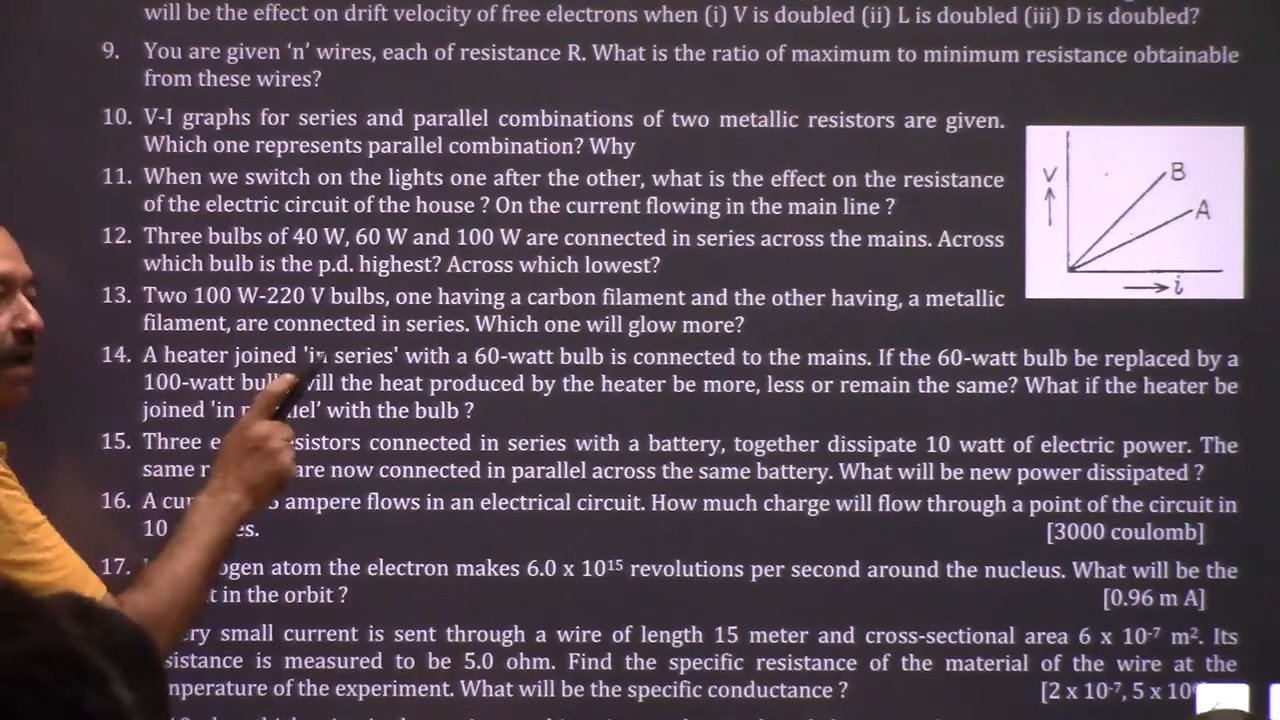 will be the effect on drift velocity of free electrons when (i) V is doubled (ii) L is doubled (iii) D is doubled?
9. You are given ‘n’ wires, each of resistance R. What is the ratio of maximum to minimum resistance obtainable
from these wires?
10. V-I graphs for series and parallel combinations of two metallic resistors are given.
Which one represents parallel combination? Why
11. When we switch on the lights one after the other, what is the effect on the resistance
of the electric circuit of the house ? On the current flowing in the main line ?
12. Three bulbs of 40 W, 60 W and 100 W are connected in series across the mains. Across
which bulb is the p.d. highest? Across which lowest?
13. Two 100 W-220 V bulbs, one having a carbon filament and the other having, a metallic
filament, are connected in series. Which one will glow more?
V
B
A
i
14. A heater joined 'in series' with a 60-watt bulb is connected to the mains. If the 60-watt bulb be replaced by a
100-watt will the heat produced by the heater be more, less or remain the same? What if the heater be
joined 'in with the bulb ?
15. Three connected in series with a battery, together dissipate 10 watt of electric power. The
same are now connected in parallel across the same battery. What will be new power dissipated ?
16. A ampere flows in an electrical circuit. How much charge will flow through a point of the circuit in
10 [3000 coulomb]
17. atom the electron makes 6.0 x 10¹⁵ revolutions per second around the nucleus. What will be the
in the orbit ? [0.96 m A]
small current is sent through a wire of length 15 meter and cross-sectional area 6 x 10⁻⁷ m². Its
is measured to be 5.0 ohm. Find the specific resistance of the material of the wire at the
of the experiment. What will be the specific conductance ? [2 x 10⁻⁷, 5 x